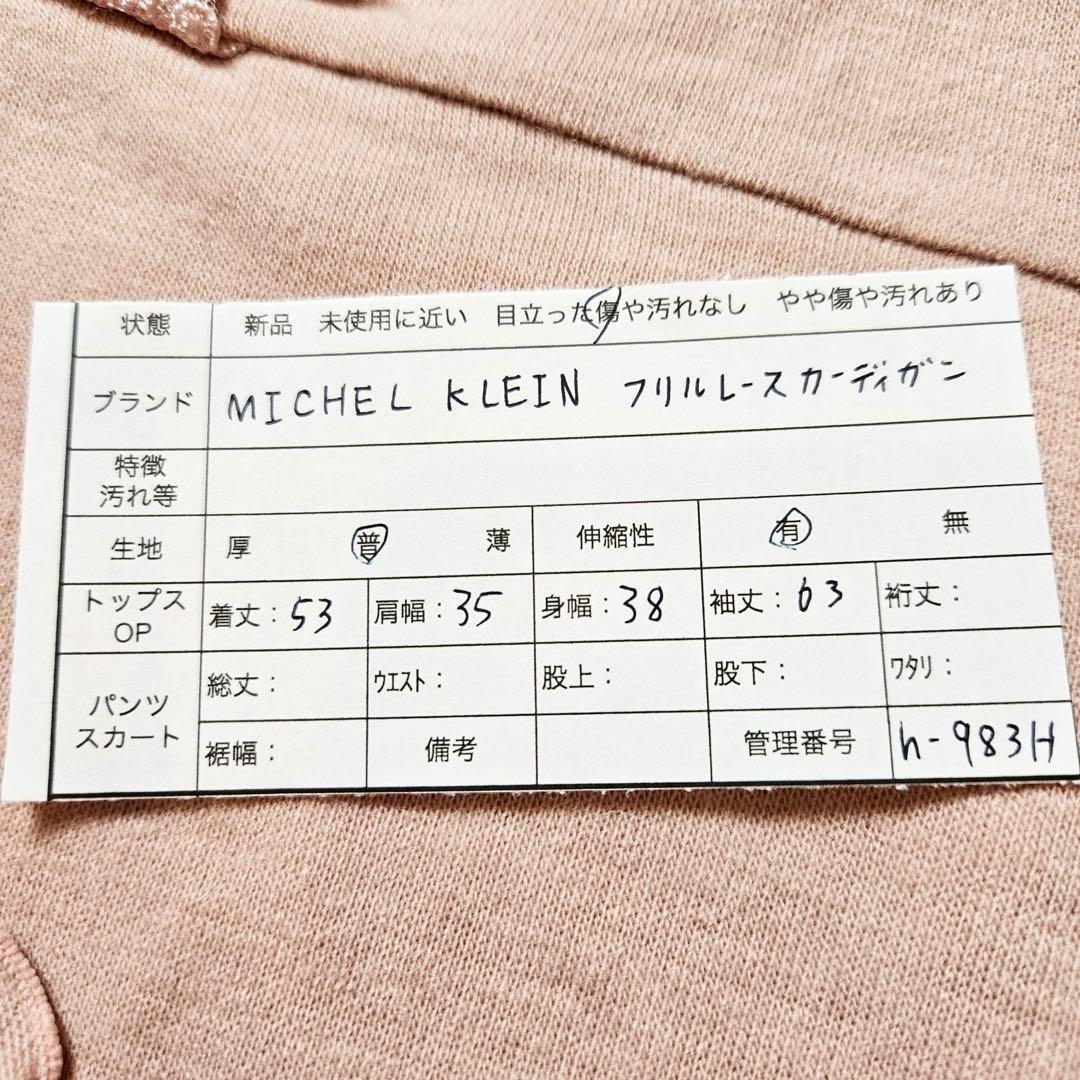 状態 新品 未使用に近い 目立った傷や汚れなし やや傷や汚れあり
ブランド MICHEL KLEIN フリルレースカーディガン
特徴
汚れ等
生地 厚 普 薄 伸縮性 有 無
トップス
OP
着丈：53 肩幅：35 身幅：38 袖丈：63 裄丈：
パンツ
スカート
総丈： ウエスト： 股上： 股下： ワタリ：
裾幅： 備考 管理番号 h-983H